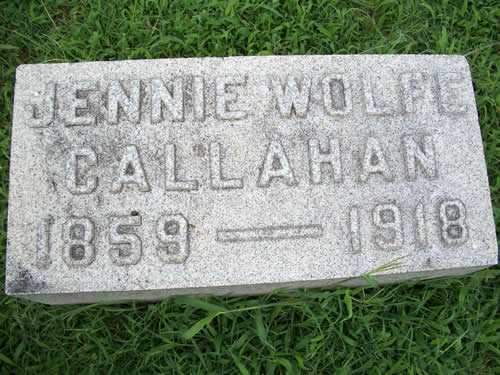 JENNIE WOLFE
CALLAHAN
1859 — 1918